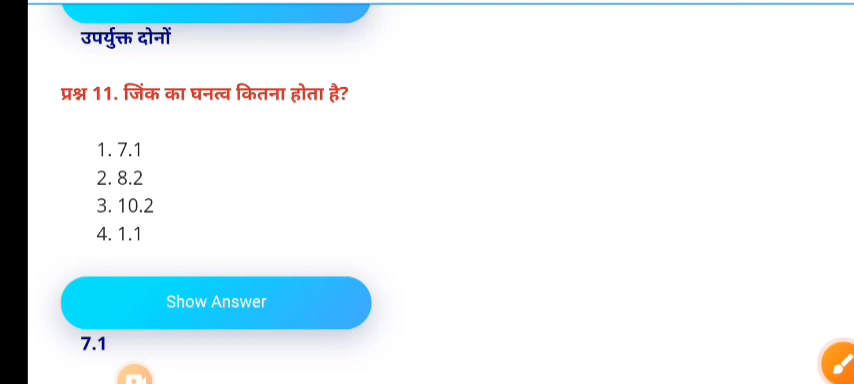 उपर्युक्त दोनों
प्रश्न 11. जिंक का घनत्व कितना होता है?
1. 7.1
2. 8.2
3. 10.2
4. 1.1
Show Answer
7.1